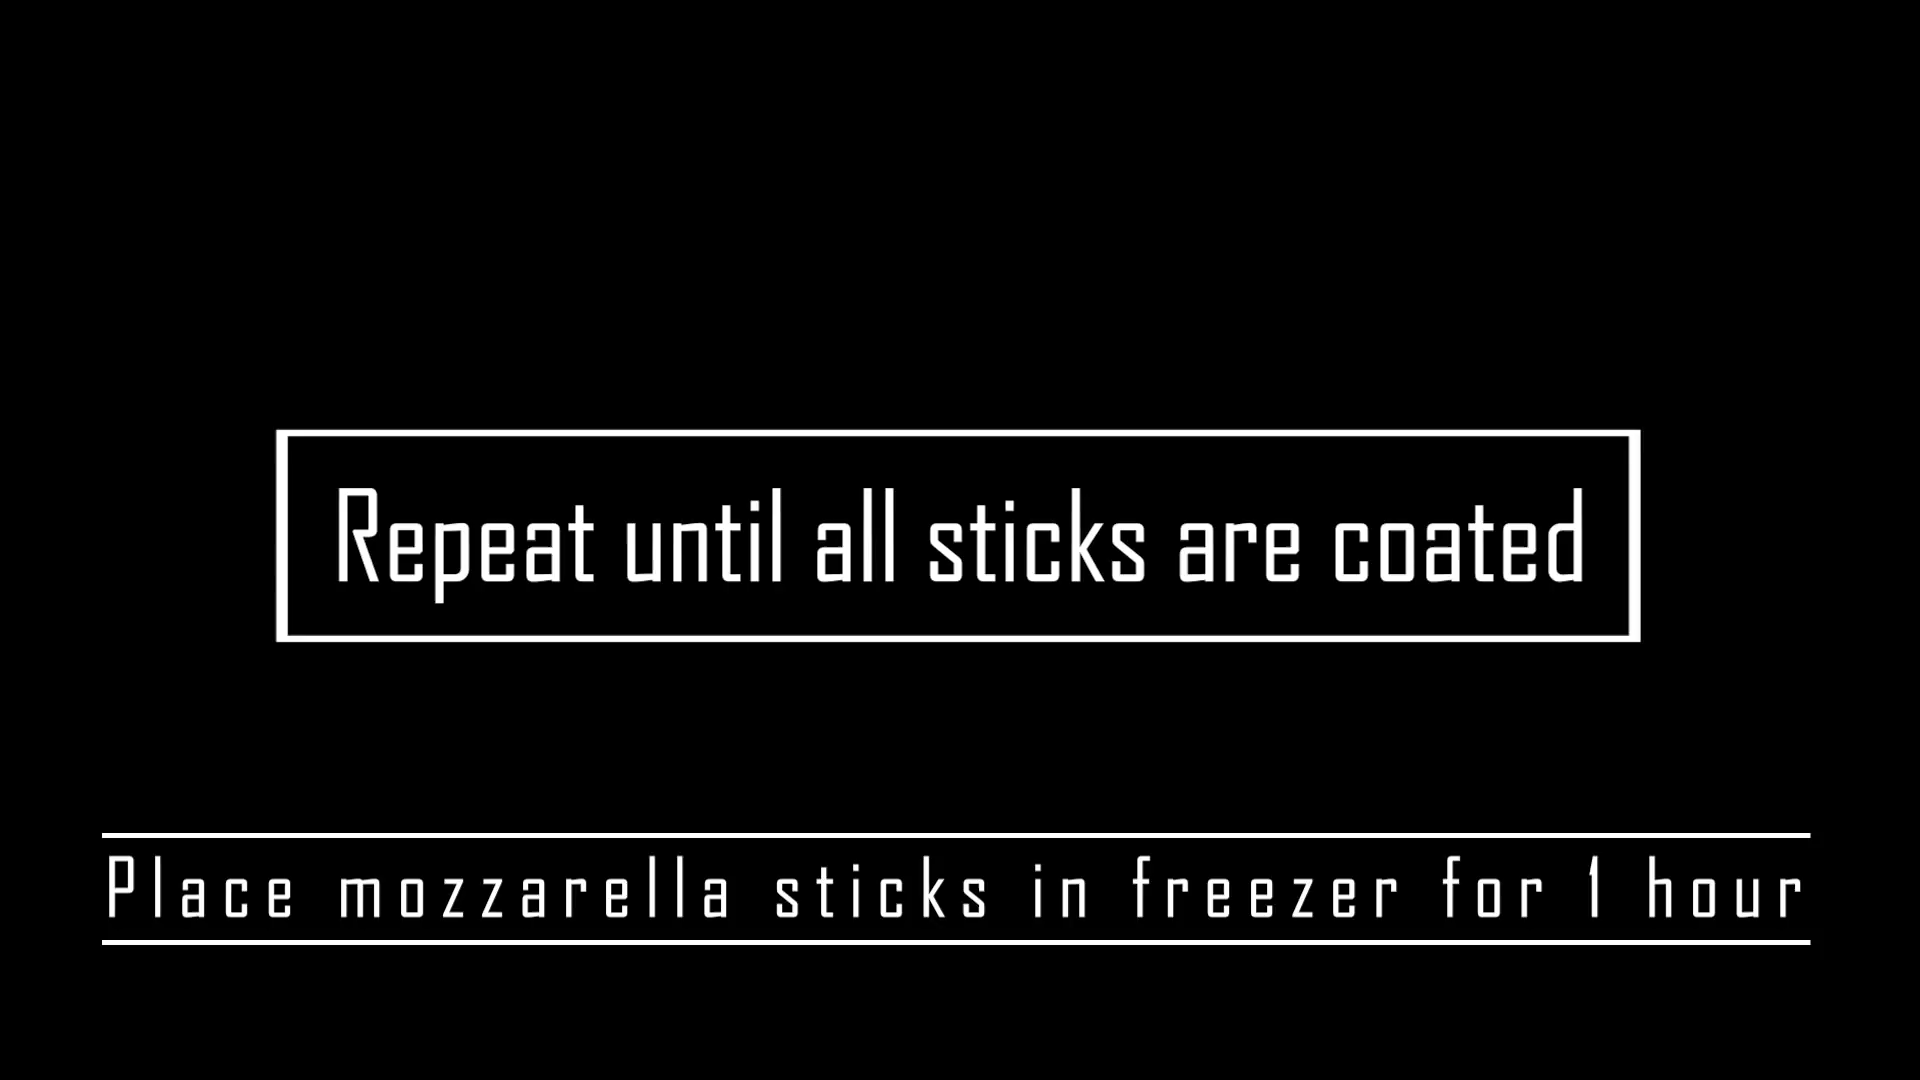 Repeat until all sticks are coated
Place mozzarella sticks in freezer for 1 hour